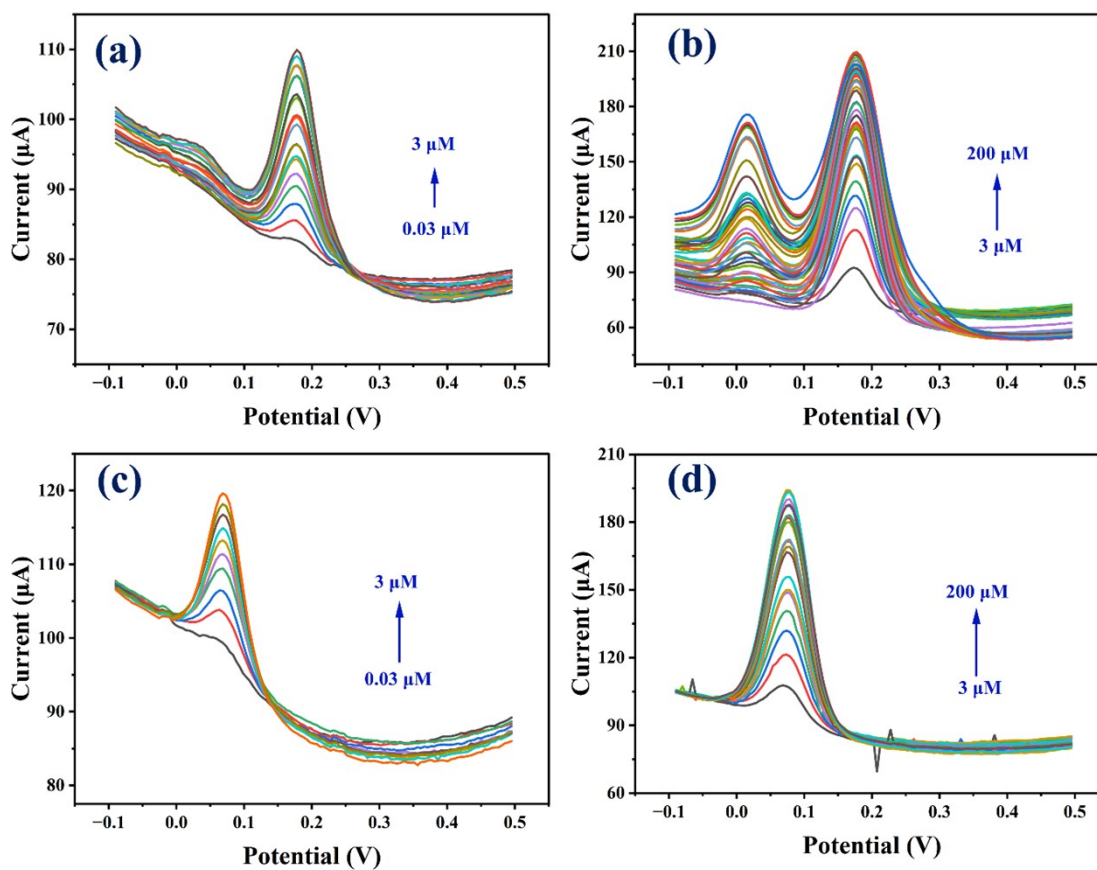 (a)
110
100
90
80
70
Current (µA)
3 µM
0.03 µM
−0.1 0.0 0.1 0.2 0.3 0.4 0.5
Potential (V)
(b)
210
180
150
120
90
60
Current (µA)
200 µM
3 µM
−0.1 0.0 0.1 0.2 0.3 0.4 0.5
Potential (V)
(c)
120
110
100
90
80
Current (µA)
3 µM
0.03 µM
−0.1 0.0 0.1 0.2 0.3 0.4 0.5
Potential (V)
(d)
210
180
150
120
90
60
Current (µA)
200 µM
3 µM
−0.1 0.0 0.1 0.2 0.3 0.4 0.5
Potential (V)